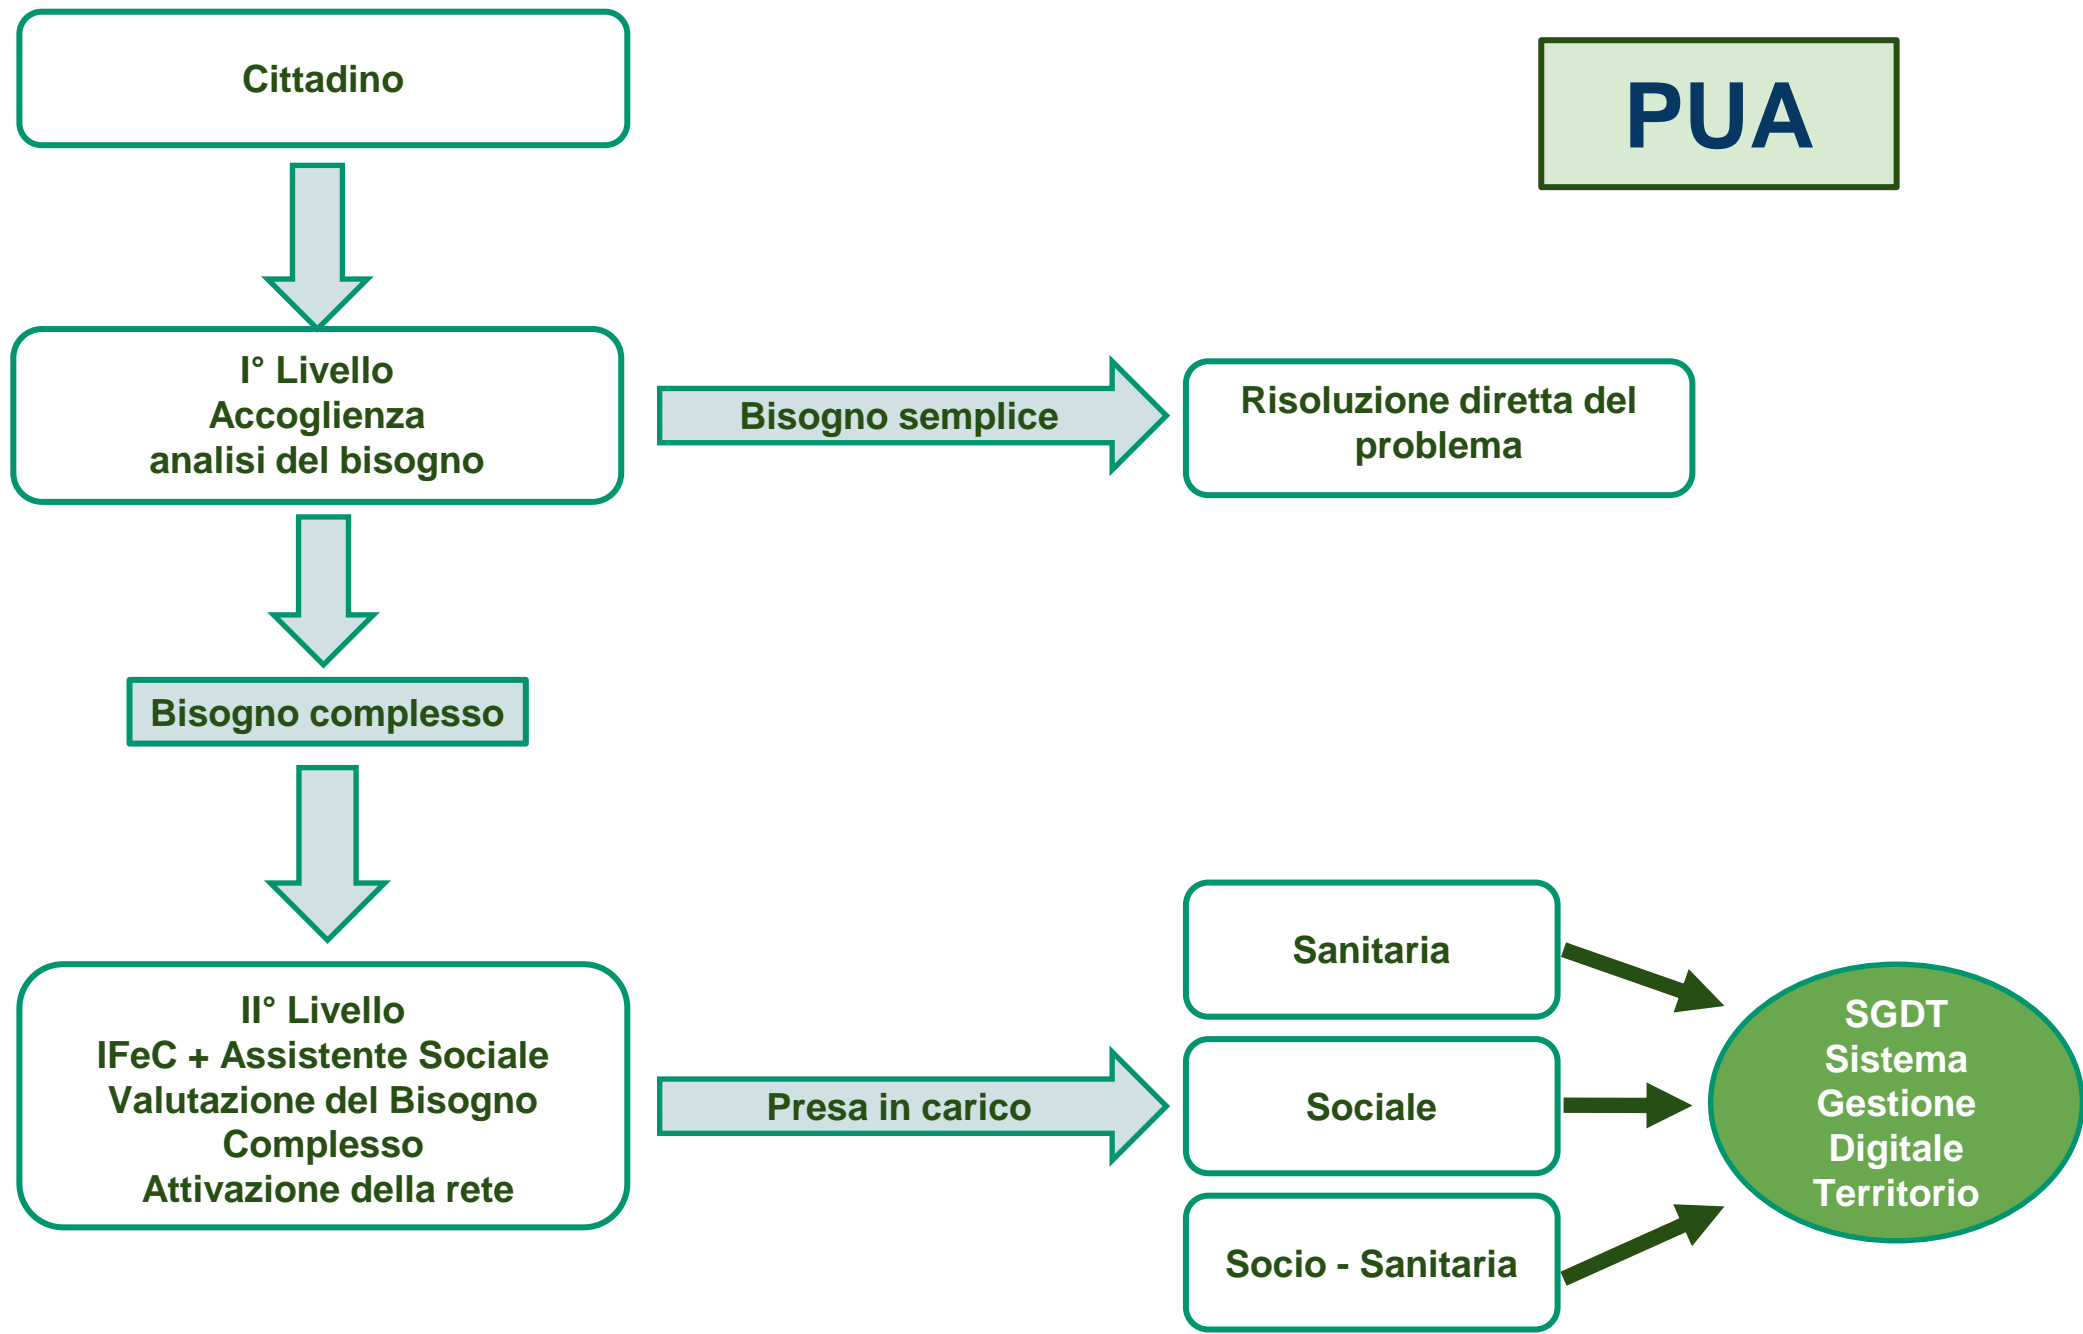 Cittadino
PUA
I° Livello
Accoglienza
analisi del bisogno
Bisogno semplice
Risoluzione diretta del
problema
Bisogno complesso
II° Livello
IFeC + Assistente Sociale
Valutazione del Bisogno
Complesso
Attivazione della rete
Presa in carico
Sanitaria
Sociale
Socio - Sanitaria
SGDT
Sistema
Gestione
Digitale
Territorio